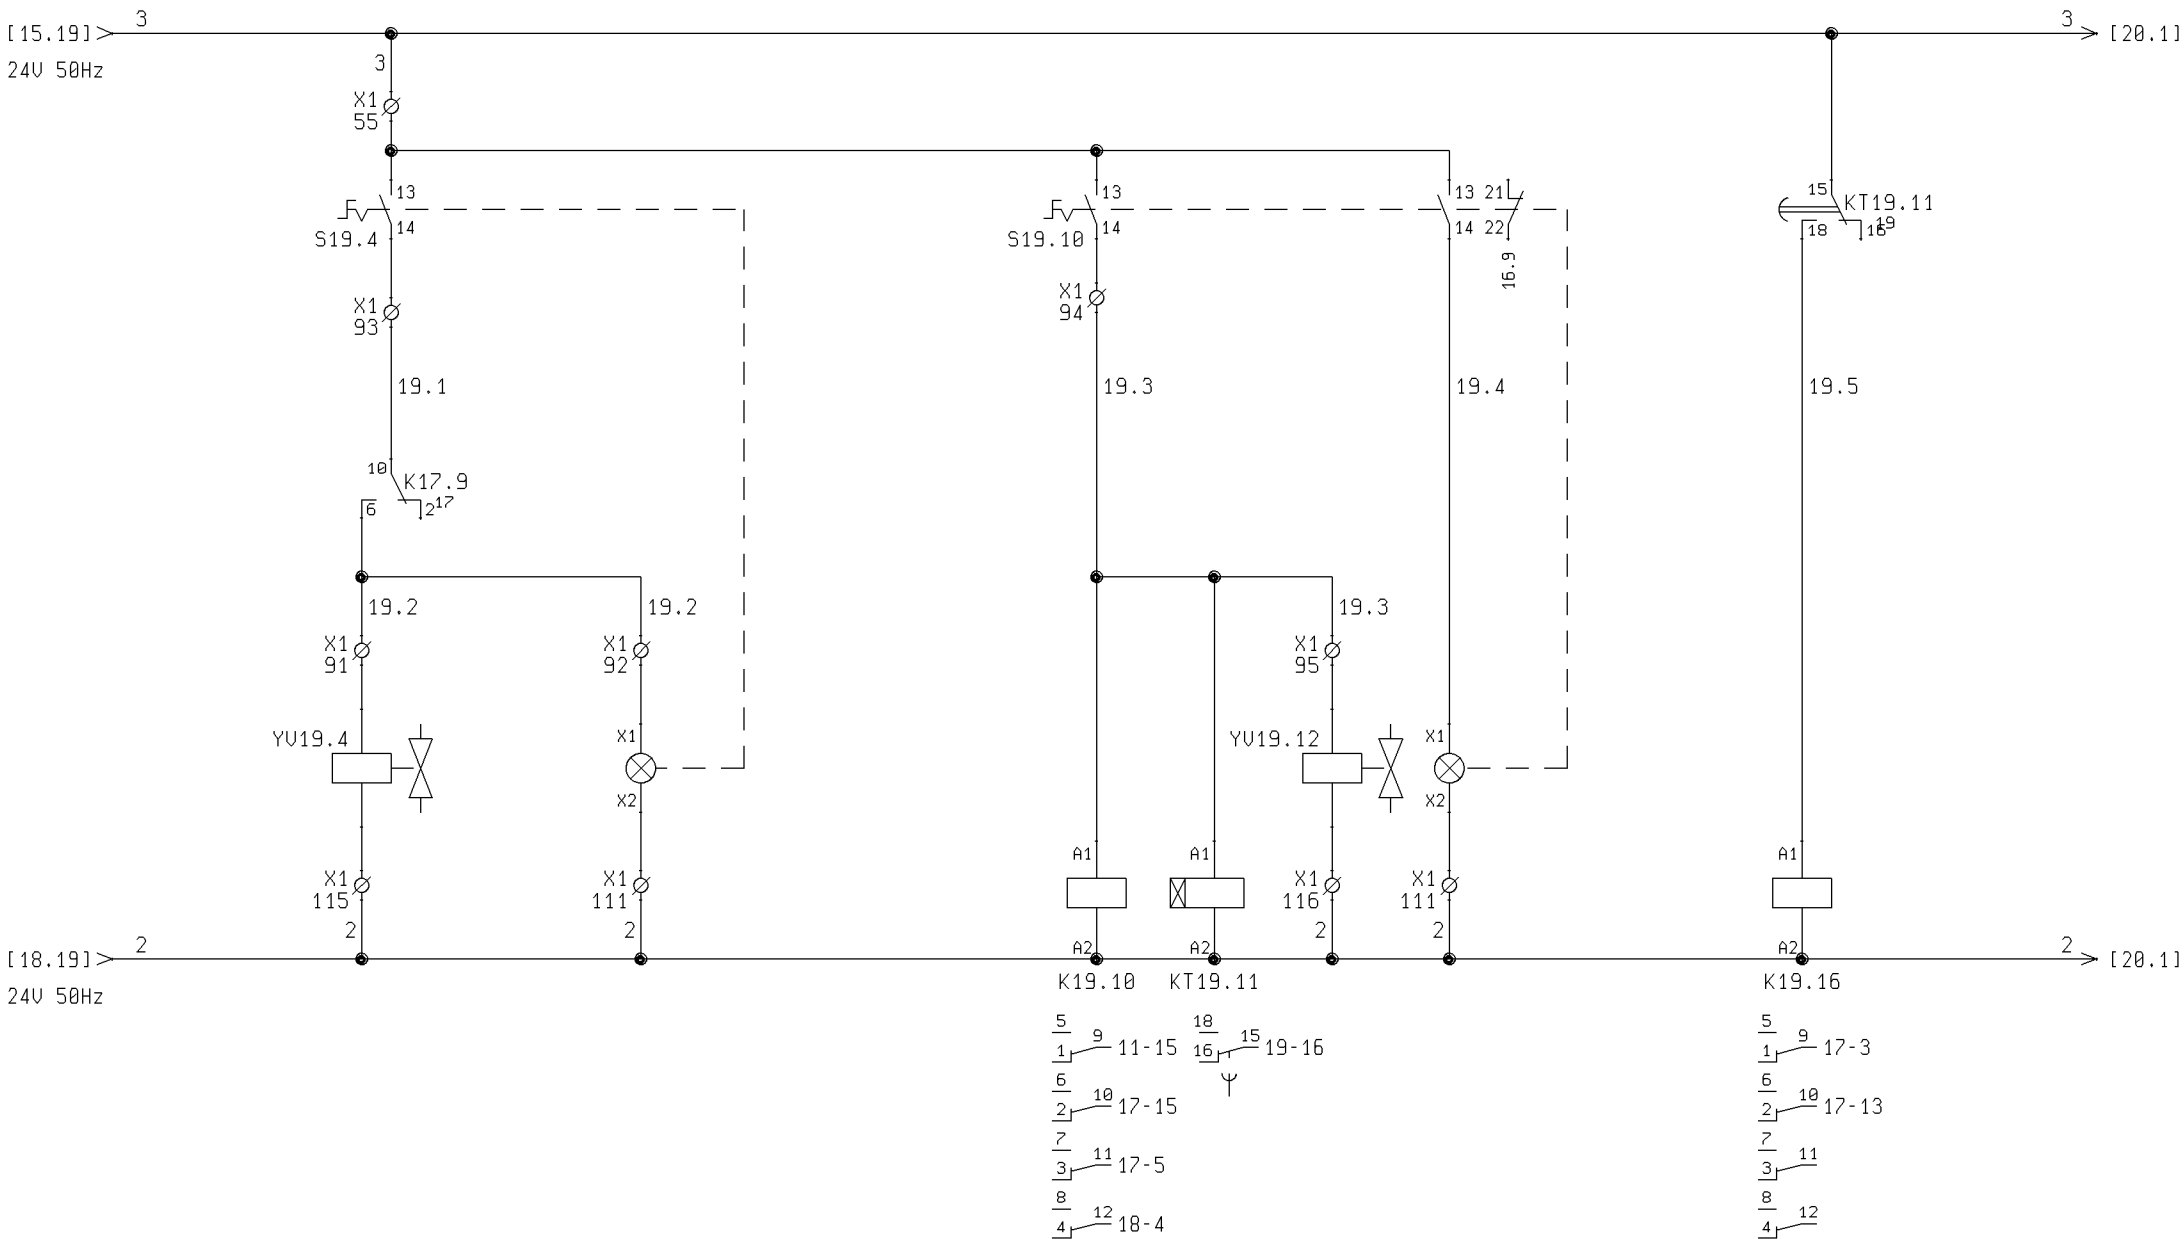 3
3
[15.19]
[20.1]
24V 50Hz
3
X1
55
13
14
S19.4
13
14
S19.10
13
21
14
22
16.9
15
KT19.11
18
16
19
X1
93
X1
94
19.1
19.3
19.4
19.5
10
K17.9
6
2
17
19.2
19.2
19.3
X1
91
X1
92
X1
95
YV19.4
X1
X2
YV19.12
X1
X2
A1
A1
A1
X1
115
X1
111
X1
116
X1
111
2
2
2
2
2
2
A2
A2
A2
[18.19]
[20.1]
24V 50Hz
K19.10
KT19.11
K19.16
5
9
1
11-15
6
10
2
17-15
7
11
3
17-5
8
12
4
18-4
18
15
16
19-16
5
9
1
17-3
6
10
2
17-13
7
11
3
8
12
4